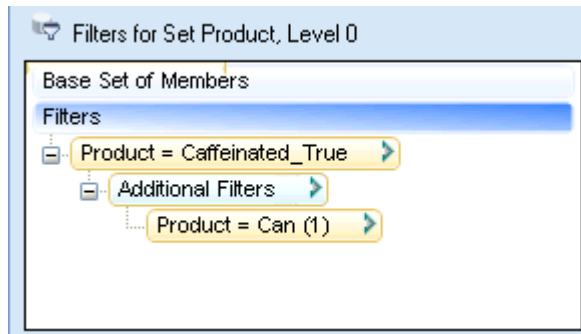 Filters for Set Product, Level 0
Base Set of Members
Filters
Product = Caffeinated_True
Additional Filters
Product = Can (1)